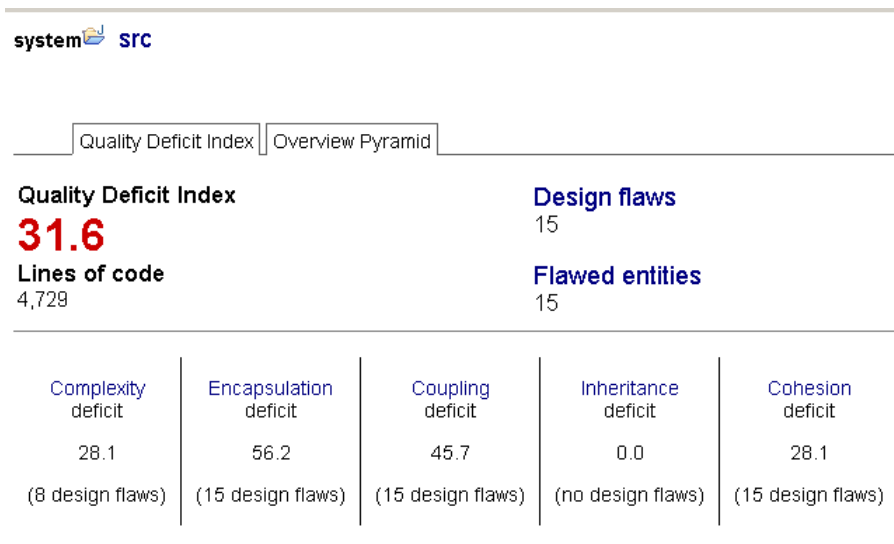 system src
Quality Deficit Index Overview Pyramid
Quality Deficit Index
31.6
Lines of code
4,729
Design flaws
15
Flawed entities
15
Complexity
deficit
28.1
(8 design flaws)
Encapsulation
deficit
56.2
(15 design flaws)
Coupling
deficit
45.7
(15 design flaws)
Inheritance
deficit
0.0
(no design flaws)
Cohesion
deficit
28.1
(15 design flaws)